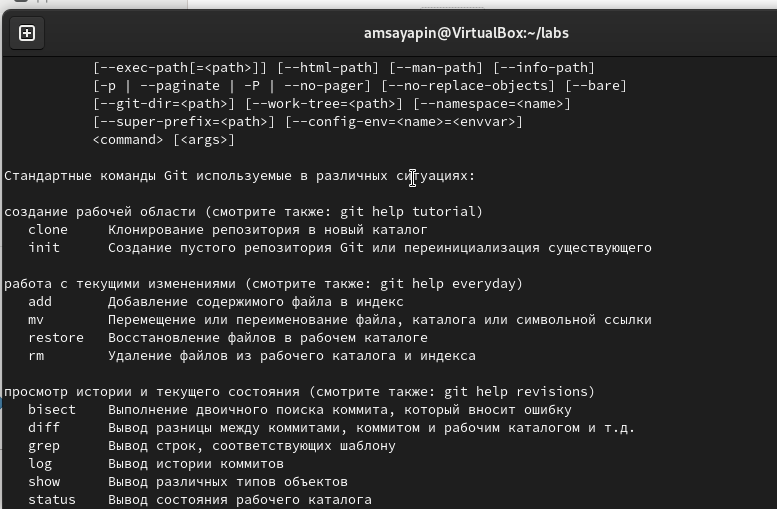 amsayapin@VirtualBox:~/labs
[--exec-path[=<path>]] [--html-path] [--man-path] [--info-path]
[-p | --paginate | -P | --no-pager] [--no-replace-objects] [--bare]
[--git-dir=<path>] [--work-tree=<path>] [--namespace=<name>]
[--super-prefix=<path>] [--config-env=<name>=<envvar>]
<command> [<args>]
Стандартные команды Git используемые в различных ситуациях:
создание рабочей области (смотрите также: git help tutorial)
clone Клонирование репозитория в новый каталог
init Создание пустого репозитория Git или переинициализация существующего
работа с текущими изменениями (смотрите также: git help everyday)
add Добавление содержимого файла в индекс
mv Перемещение или переименование файла, каталога или символьной ссылки
restore Восстановление файлов в рабочем каталоге
rm Удаление файлов из рабочего каталога и индекса
просмотр истории и текущего состояния (смотрите также: git help revisions)
bisect Выполнение двоичного поиска коммита, который вносит ошибку
diff Вывод разницы между коммитами, коммитом и рабочим каталогом и т.д.
grep Вывод строк, соответствующих шаблону
log Вывод истории коммитов
show Вывод различных типов объектов
status Вывод состояния рабочего каталога